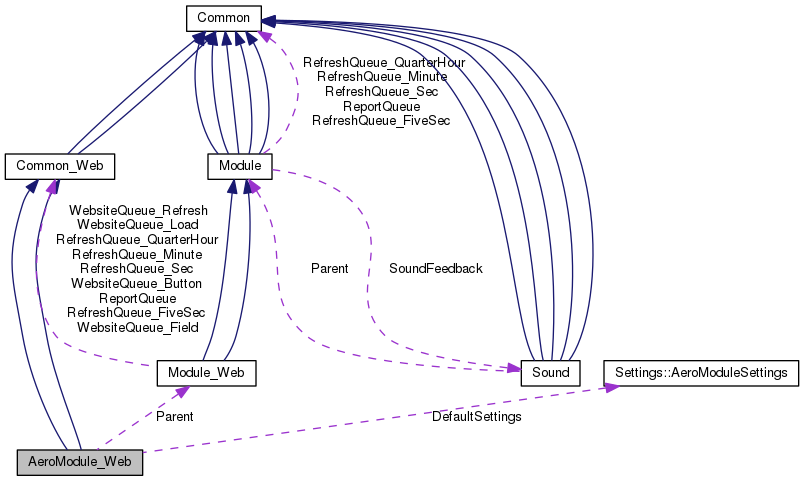 Common
RefreshQueue_QuarterHour
RefreshQueue_Minute
RefreshQueue_Sec
ReportQueue
RefreshQueue_FiveSec
Common_Web
Module
WebsiteQueue_Refresh
WebsiteQueue_Load
RefreshQueue_QuarterHour
RefreshQueue_Minute
RefreshQueue_Sec
WebsiteQueue_Button
ReportQueue
RefreshQueue_FiveSec
WebsiteQueue_Field
Parent
SoundFeedback
Module_Web
Sound
Settings::AeroModuleSettings
Parent
DefaultSettings
AeroModule_Web